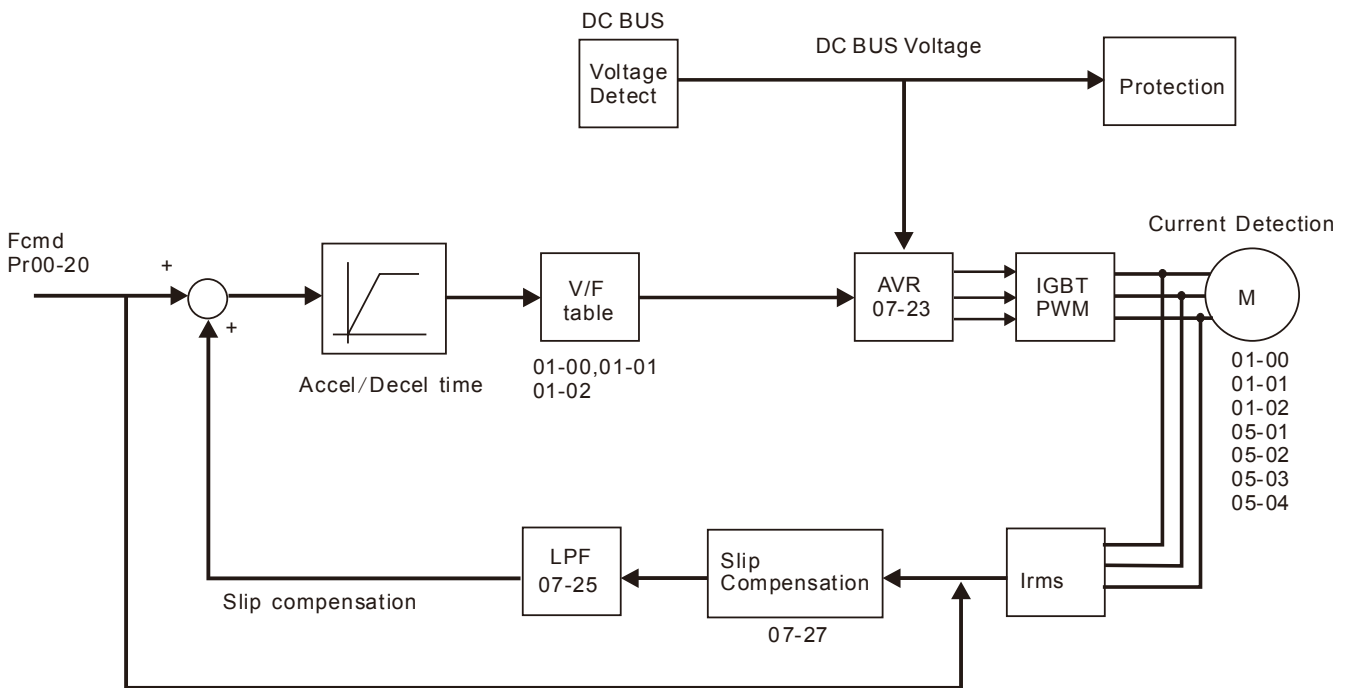 DC BUS
Voltage
Detect
DC BUS Voltage
Protection
Fcmd
Pr00-20
+
+
Accel/Decel time
V/F
table
01-00,01-01
01-02
AVR
07-23
IGBT
PWM
Current Detection
M
01-00
01-01
01-02
05-01
05-02
05-03
05-04
LPF
07-25
Slip
Compensation
07-27
Irms
Slip compensation